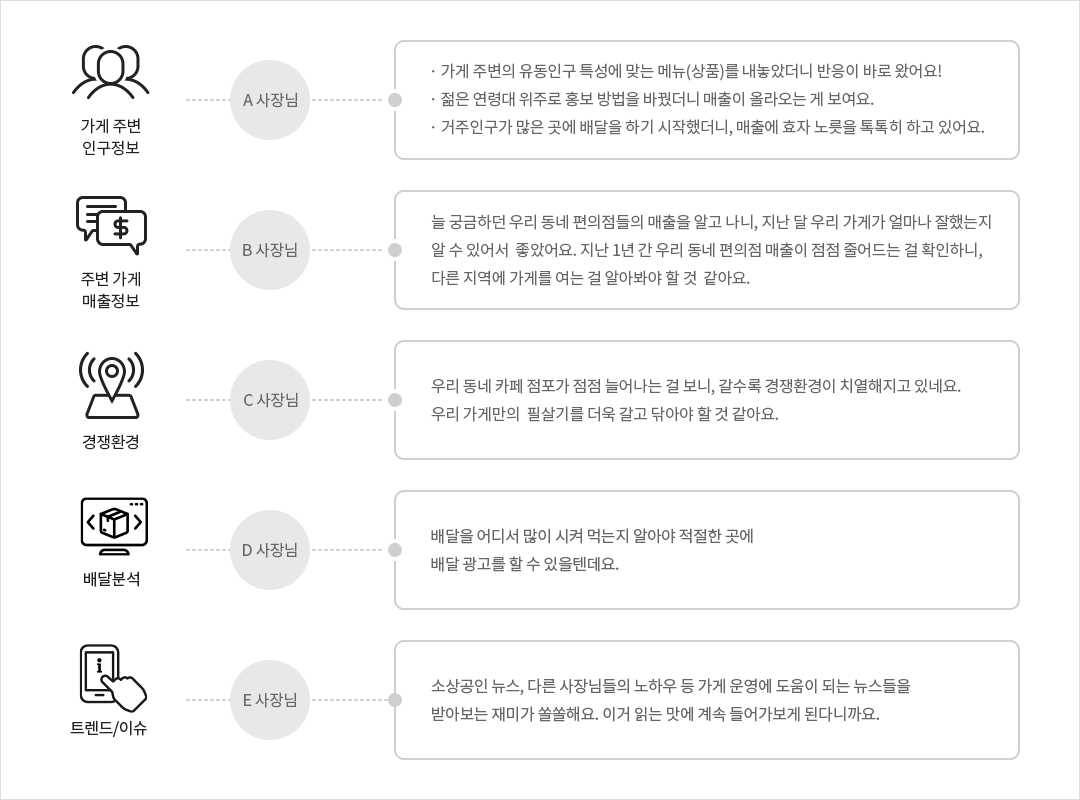 가게 주변
인구정보
A 사장님
· 가게 주변의 유동인구 특성에 맞는 메뉴(상품)를 내놓았더니 반응이 바로 왔어요!
· 젊은 연령대 위주로 홍보 방법을 바꿨더니 매출이 올라오는 게 보여요.
· 거주인구가 많은 곳에 배달을 하기 시작했더니, 매출에 효자 노릇을 톡톡히 하고 있어요.
$
주변 가게
매출정보
B 사장님
늘 궁금하던 우리 동네 편의점들의 매출을 알고 나니, 지난 달 우리 가게가 얼마나 잘했는지
알 수 있어서 좋았어요. 지난 1년 간 우리 동네 편의점 매출이 점점 줄어드는 걸 확인하니,
다른 지역에 가게를 여는 걸 알아봐야 할 것 같아요.
경쟁환경
C 사장님
우리 동네 카페 점포가 점점 늘어나는 걸 보니, 갈수록 경쟁환경이 치열해지고 있네요.
우리 가게만의 필살기를 더욱 갈고 닦아야 할 것 같아요.
배달분석
D 사장님
배달을 어디서 많이 시켜 먹는지 알아야 적절한 곳에
배달 광고를 할 수 있을텐데요.
i
트렌드/이슈
E 사장님
소상공인 뉴스, 다른 사장님들의 노하우 등 가게 운영에 도움이 되는 뉴스들을
받아보는 재미가 쏠쏠해요. 이거 읽는 맛에 계속 들어가보게 된다니까요.